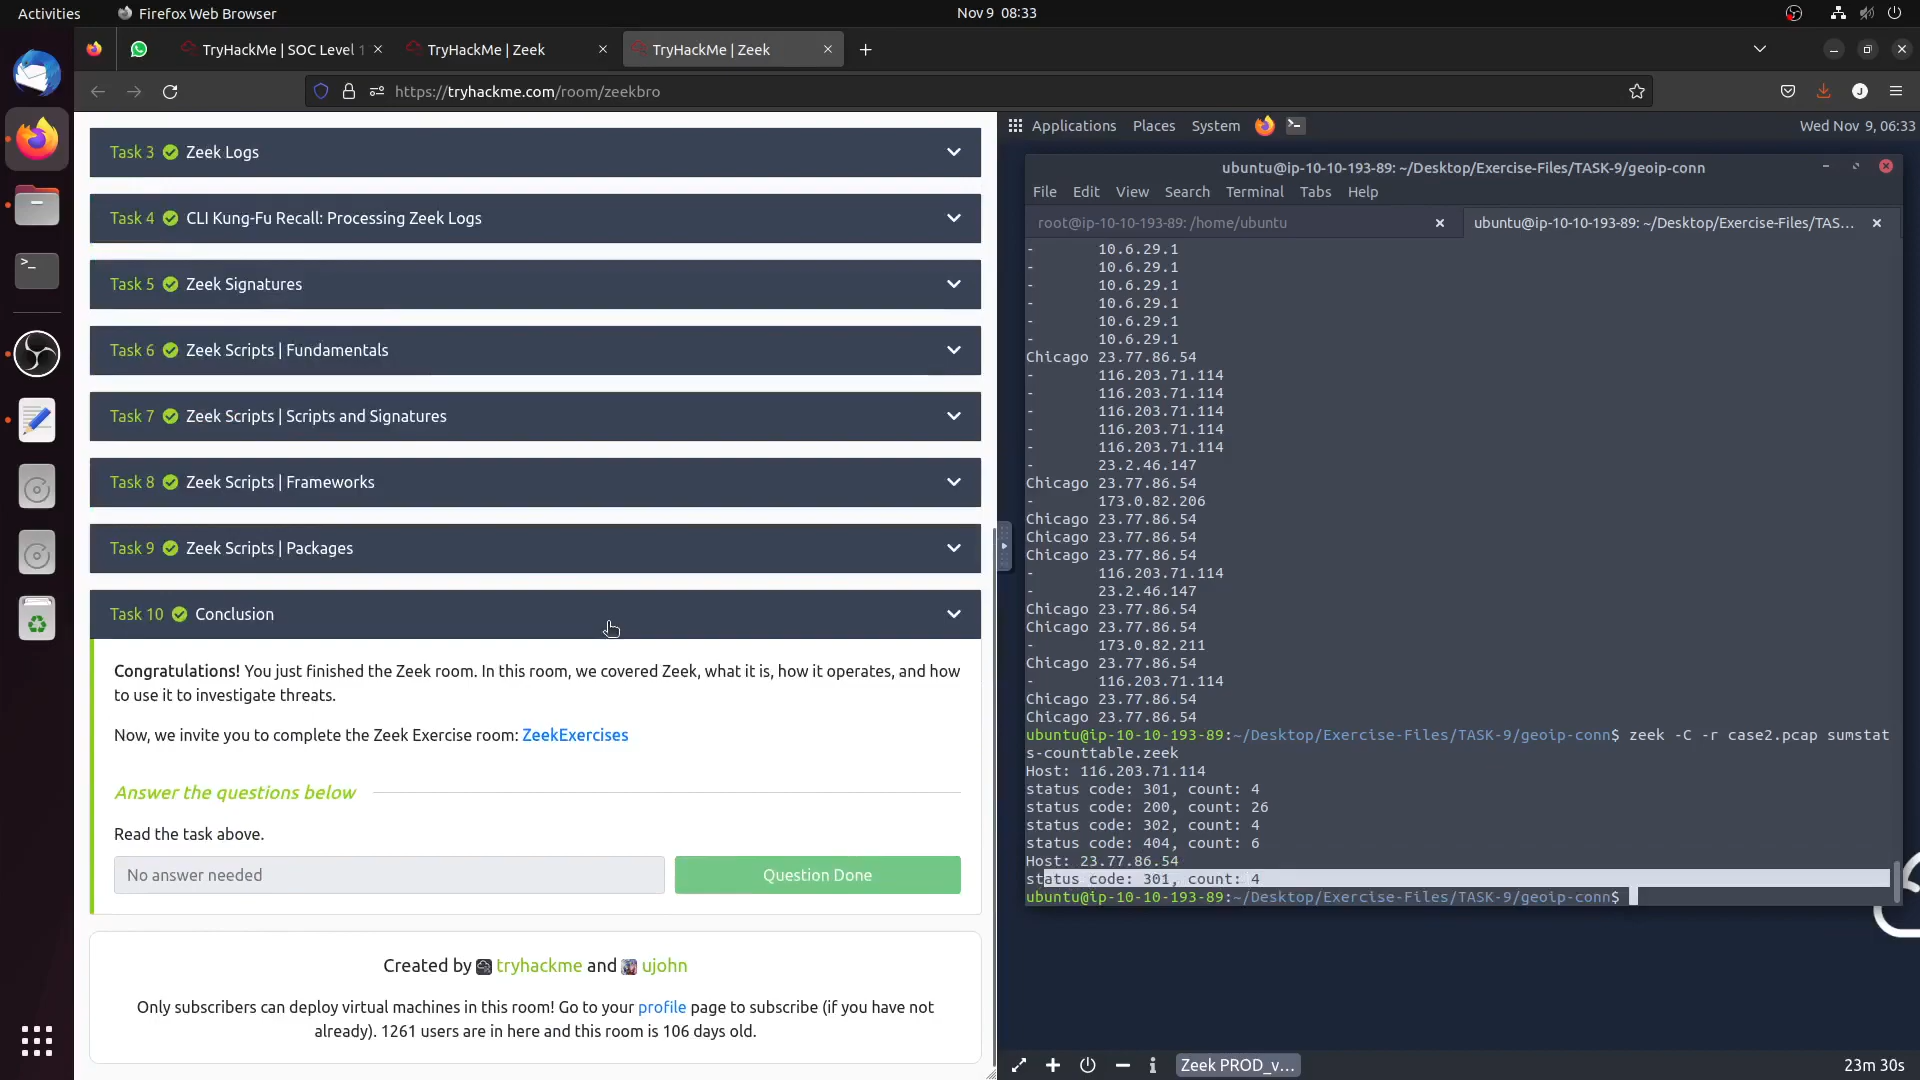 Activities
Firefox Web Browser
Nov 9 08:33
TryHackMe | SOC Level 1
TryHackMe | Zeek
TryHackMe | Zeek
https://tryhackme.com/room/zeekbro
Task 3 Zeek Logs
Task 4 CLI Kung-Fu Recall: Processing Zeek Logs
Task 5 Zeek Signatures
Task 6 Zeek Scripts | Fundamentals
Task 7 Zeek Scripts | Scripts and Signatures
Task 8 Zeek Scripts | Frameworks
Task 9 Zeek Scripts | Packages
Task 10 Conclusion
Congratulations! You just finished the Zeek room. In this room, we covered Zeek, what it is, how it operates, and how
to use it to investigate threats.
Now, we invite you to complete the Zeek Exercise room: ZeekExercises
Answer the questions below
Read the task above.
No answer needed
Question Done
Created by tryhackme and ujohn
Only subscribers can deploy virtual machines in this room! Go to your profile page to subscribe (if you have not
already). 1261 users are in here and this room is 106 days old.
Applications Places System
Wed Nov 9, 06:33
ubuntu@ip-10-10-193-89: ~/Desktop/Exercise-Files/TASK-9/geoip-conn
File Edit View Search Terminal Tabs Help
root@ip-10-10-193-89: /home/ubuntu
ubuntu@ip-10-10-193-89: ~/Desktop/Exercise-Files/TAS...
- 10.6.29.1
- 10.6.29.1
- 10.6.29.1
- 10.6.29.1
- 10.6.29.1
- 10.6.29.1
Chicago 23.77.86.54
- 116.203.71.114
- 116.203.71.114
- 116.203.71.114
- 116.203.71.114
- 116.203.71.114
- 23.2.46.147
Chicago 23.77.86.54
- 173.0.82.206
Chicago 23.77.86.54
Chicago 23.77.86.54
Chicago 23.77.86.54
- 116.203.71.114
- 23.2.46.147
Chicago 23.77.86.54
Chicago 23.77.86.54
- 173.0.82.211
Chicago 23.77.86.54
- 116.203.71.114
Chicago 23.77.86.54
Chicago 23.77.86.54
ubuntu@ip-10-10-193-89:~/Desktop/Exercise-Files/TASK-9/geoip-conn$ zeek -C -r case2.pcap sumstat
s-counttable.zeek
Host: 116.203.71.114
status code: 301, count: 4
status code: 200, count: 26
status code: 302, count: 4
status code: 404, count: 6
Host: 23.77.86.54
status code: 301, count: 4
ubuntu@ip-10-10-193-89:~/Desktop/Exercise-Files/TASK-9/geoip-conn$
Zeek PROD_v...
23m 30s